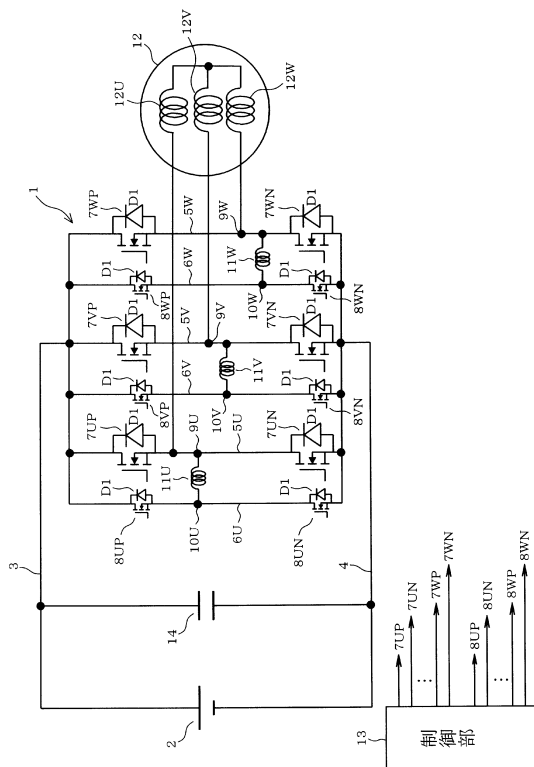 12
12V
12U
12W
1
7WP
D1
D1
8WP
5W
6W
9W
11W
10W
7WN
D1
D1
8WN
7VP
D1
D1
8VP
5V
6V
9V
11V
10V
7VN
D1
D1
8VN
7UP
D1
D1
8UP
9U
11U
10U
5U
6U
7UN
D1
D1
8UN
3
4
14
2
13
制御部
7UP
7UN
…
7WP
7WN
8UP
8UN
…
8WP
8WN